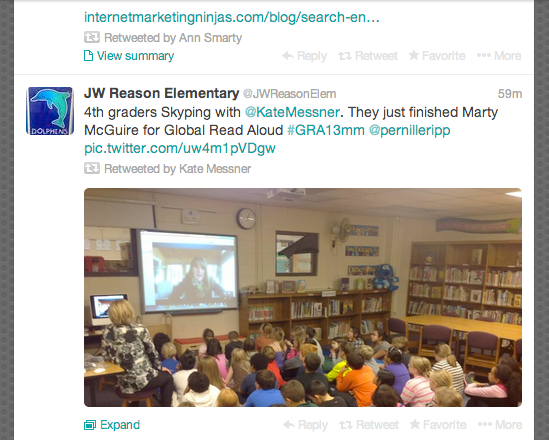 internetmarketingninjas.com/blog/search-en…
Retweeted by Ann Smarty
View summary Reply Retweet Favorite More
JW Reason Elementary @JWReasonElem 59m
4th graders Skyping with @KateMessner. They just finished Marty
McGuire for Global Read Aloud #GRA13mm @pernilleripp
pic.twitter.com/uw4m1pVDgw
Retweeted by Kate Messner
DOLPHINS
Expand Reply Retweet Favorite More